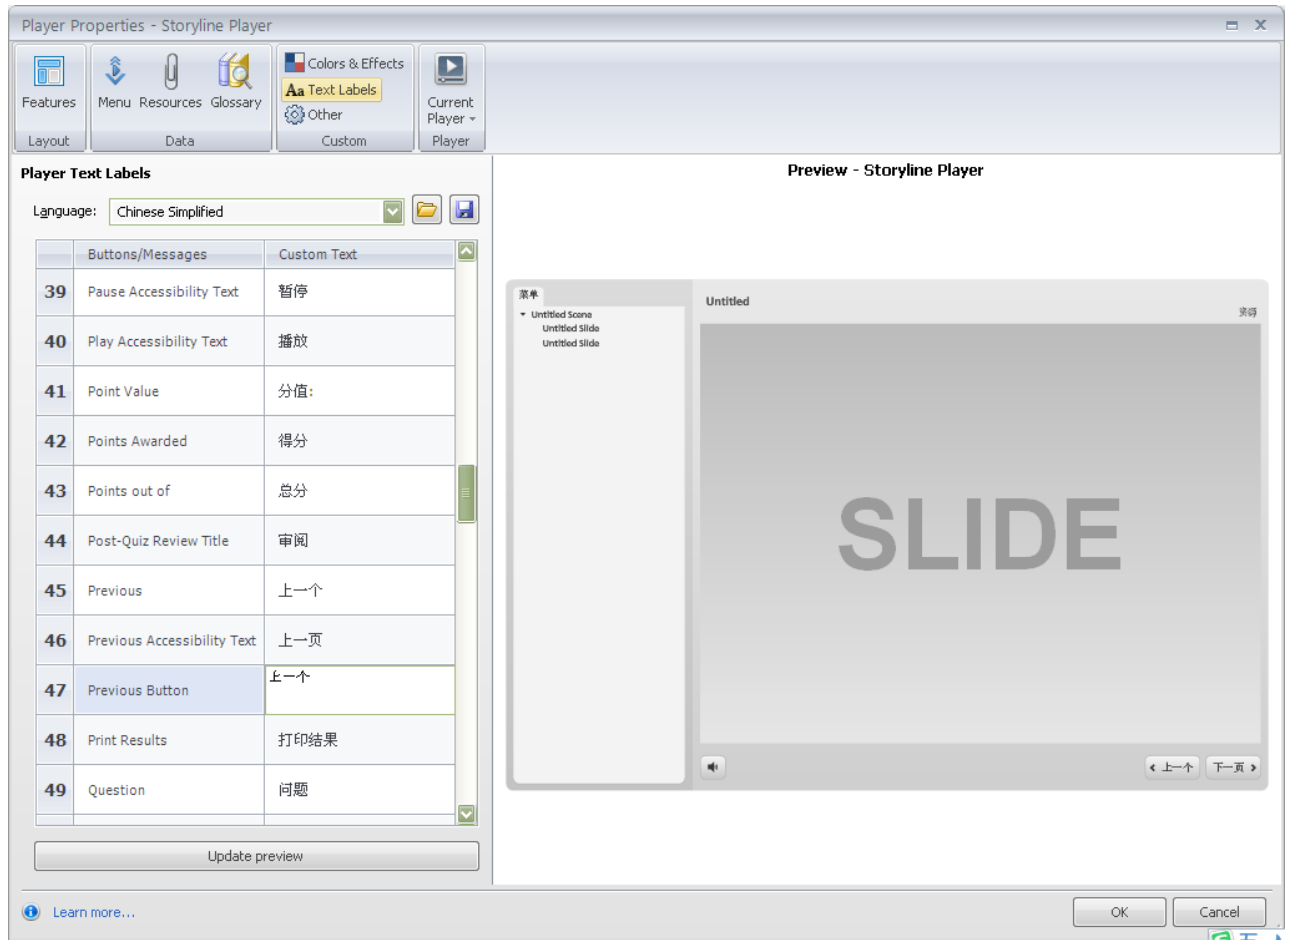 Player Properties - Storyline Player
Features
Layout
Menu
Resources
Glossary
Data
Colors & Effects
Aa Text Labels
Other
Custom
Current Player
Player
Player Text Labels
Language: Chinese Simplified
Buttons/Messages Custom Text
39 Pause Accessibility Text 暂停
40 Play Accessibility Text 播放
41 Point Value 分值:
42 Points Awarded 得分
43 Points out of 总分
44 Post-Quiz Review Title 审阅
45 Previous 上一个
46 Previous Accessibility Text 上一页
47 Previous Button 上一个
48 Print Results 打印结果
49 Question 问题
Update preview
Preview - Storyline Player
菜单
Untitled Scene
Untitled Slide
Untitled Slide
Untitled
资源
SLIDE
上一个
下一页
Learn more...
OK
Cancel